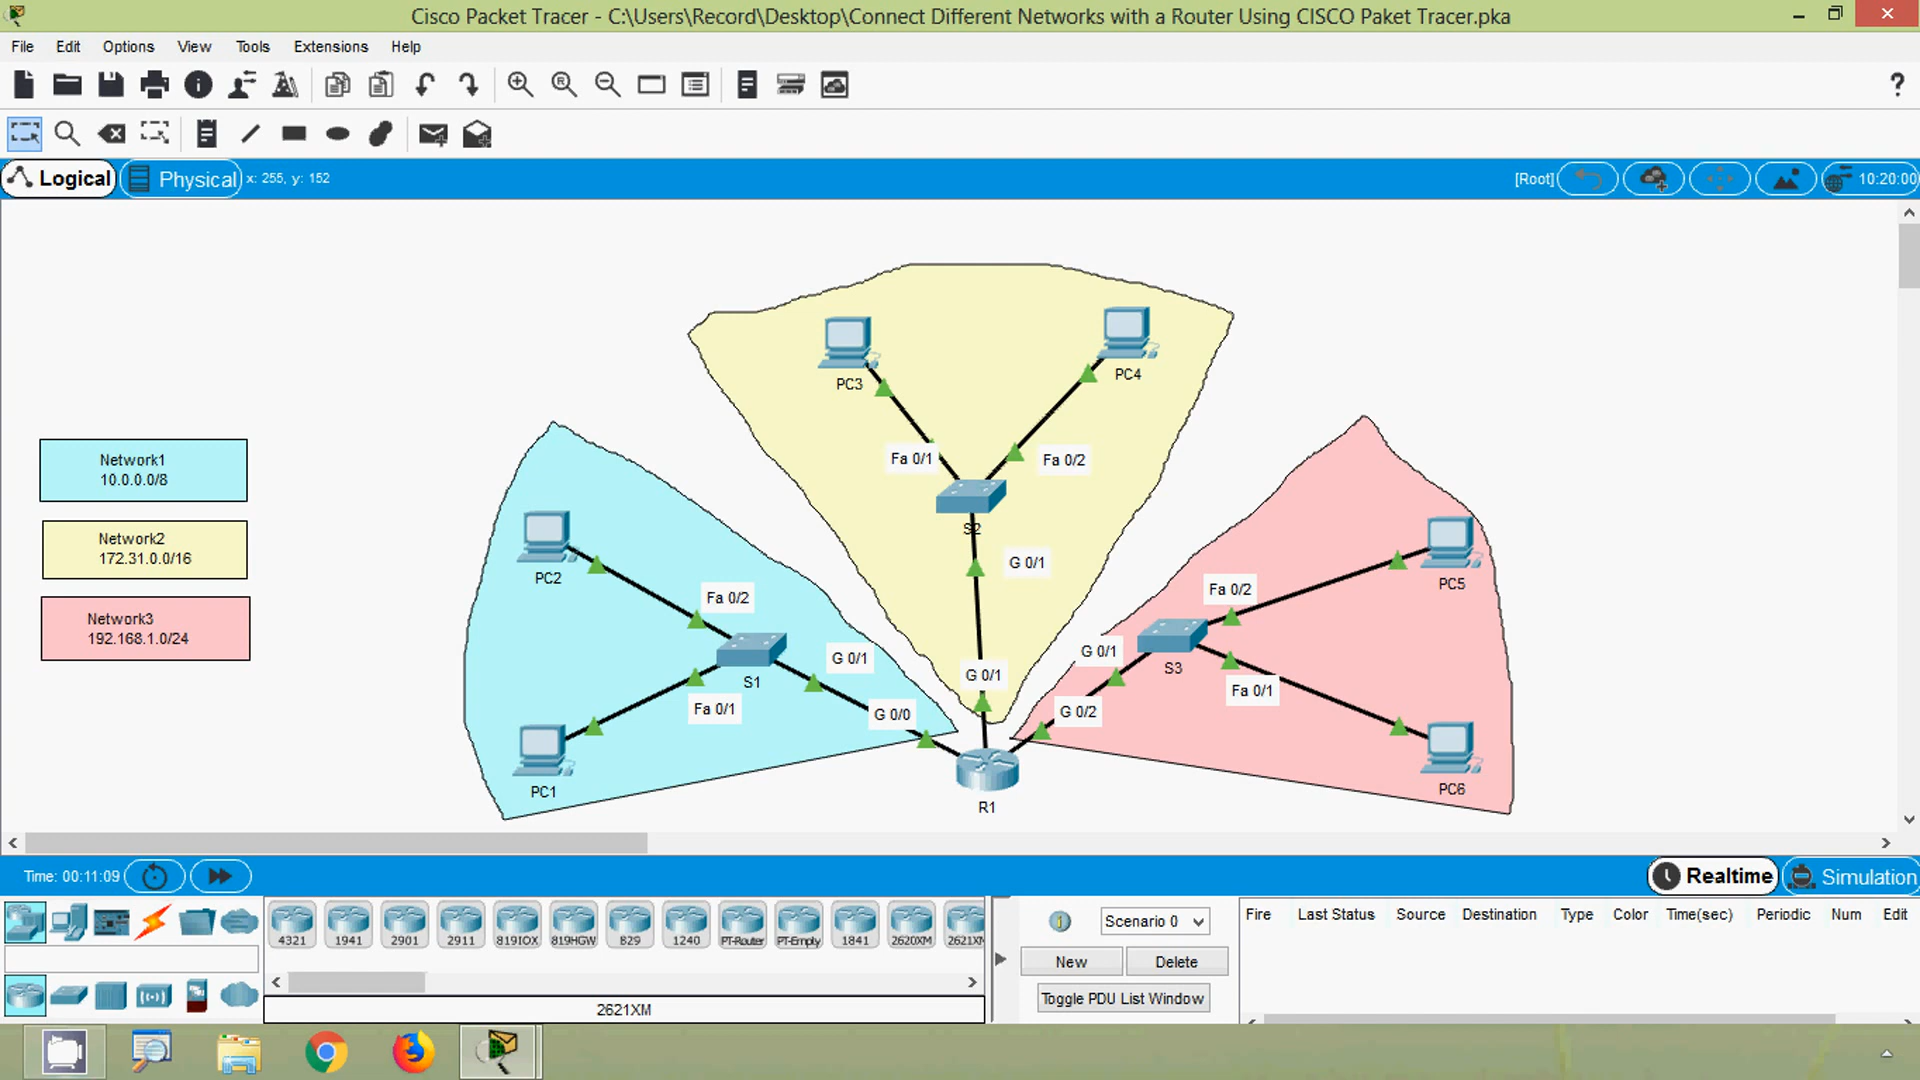 Cisco Packet Tracer - C:\Users\Record\Desktop\Connect Different Networks with a Router Using CISCO Paket Tracer.pka
File Edit Options View Tools Extensions Help
?
Logical Physical x: 255, y: 152 [Root] 10:20:00
PC3
PC4
Fa 0/1
Fa 0/2
S2
Network1
10.0.0.0/8
Network2
172.31.0.0/16
Network3
192.168.1.0/24
PC2
G 0/1
PC5
Fa 0/2
Fa 0/2
S1
G 0/1
G 0/1
G 0/1
S3
Fa 0/1
Fa 0/1
G 0/0
G 0/2
PC1
PC6
R1
Time: 00:11:09 Realtime Simulation
4321 1941 2901 2911 819IOX 819HGW 829 1240 PT-Router PT-Empty 1841 2620XM 2621XM
2621XM
Scenario 0
New Delete
Toggle PDU List Window
Fire Last Status Source Destination Type Color Time(sec) Periodic Num Edit